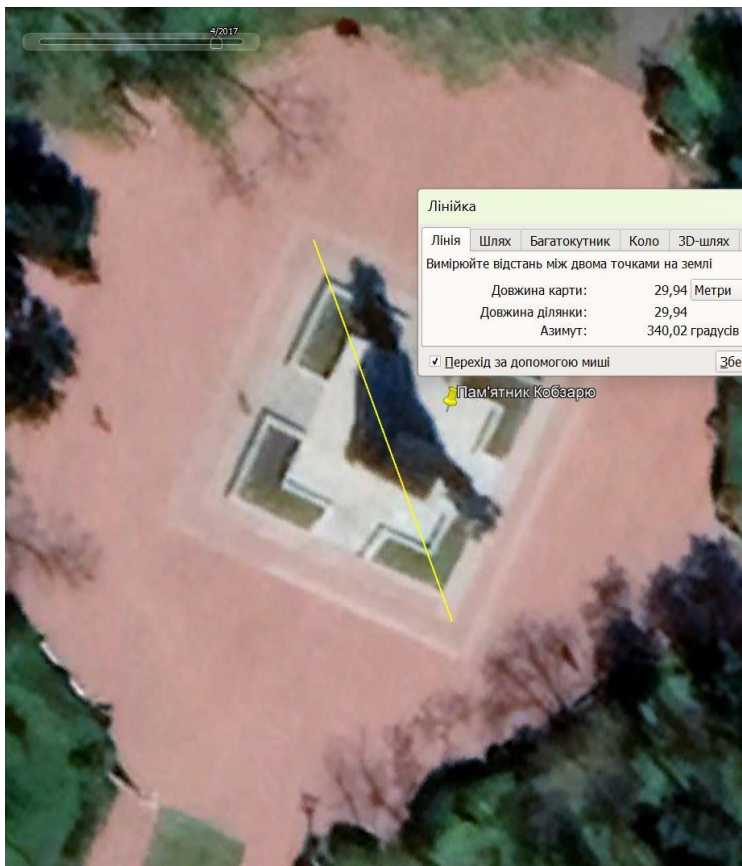 4/2017
Лінійка
Лінія Шлях Багатокутник Коло 3D-шлях
Вимірюйте відстань між двома точками на землі
Довжина карти: 29,94 Метри
Довжина ділянки: 29,94
Азимут: 340,02 градусів
Перехід за допомогою миші Збе
Пам'ятник Кобзарю